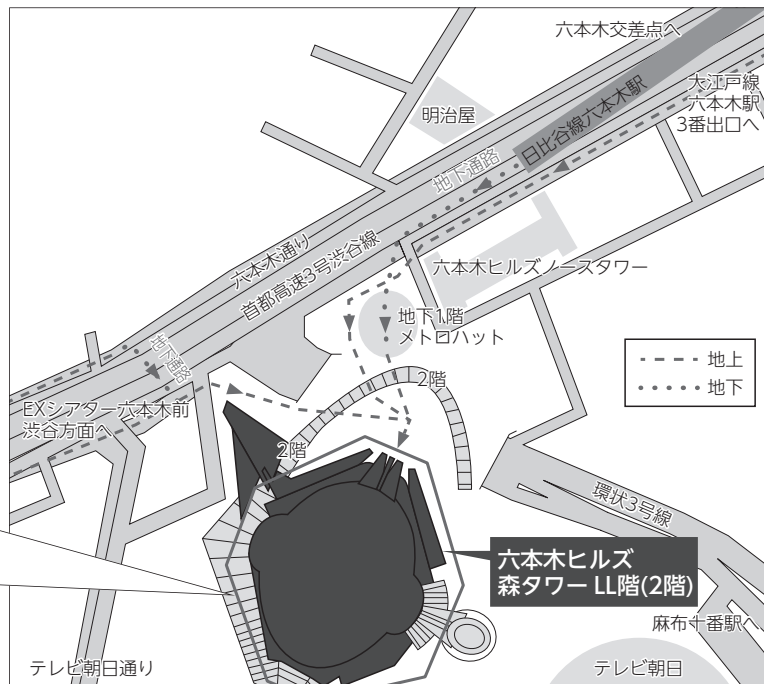 六本木交差点へ
大江戸線
六本木駅
3番出口へ
明治屋
日比谷線六本木駅
地下通路
六本木通り
首都高速3号渋谷線
六本木ヒルズノースタワー
地下1階
メトロハット
地下通路
地上
地下
2階
EXシアター六本木前
渋谷方面へ
2階
環状3号線
六本木ヒルズ
森タワー LL階(2階)
麻布十番駅へ
テレビ朝日通り
テレビ朝日